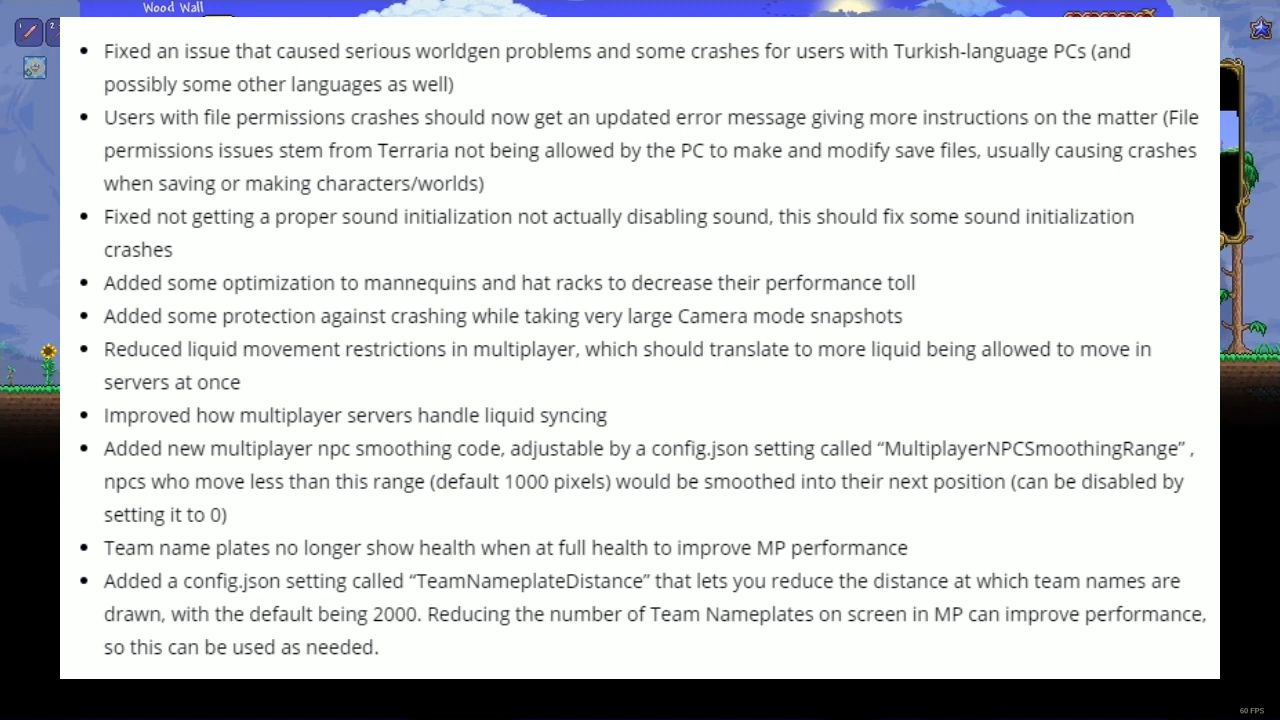 Wood Wall
1
2
• Fixed an issue that caused serious worldgen problems and some crashes for users with Turkish-language PCs (and
possibly some other languages as well)
• Users with file permissions crashes should now get an updated error message giving more instructions on the matter (File
permissions issues stem from Terraria not being allowed by the PC to make and modify save files, usually causing crashes
when saving or making characters/worlds)
• Fixed not getting a proper sound initialization not actually disabling sound, this should fix some sound initialization
crashes
• Added some optimization to mannequins and hat racks to decrease their performance toll
• Added some protection against crashing while taking very large Camera mode snapshots
• Reduced liquid movement restrictions in multiplayer, which should translate to more liquid being allowed to move in
servers at once
• Improved how multiplayer servers handle liquid syncing
• Added new multiplayer npc smoothing code, adjustable by a config.json setting called “MultiplayerNPCSmoothingRange” ,
npcs who move less than this range (default 1000 pixels) would be smoothed into their next position (can be disabled by
setting it to 0)
• Team name plates no longer show health when at full health to improve MP performance
• Added a config.json setting called “TeamNameplateDistance” that lets you reduce the distance at which team names are
drawn, with the default being 2000. Reducing the number of Team Nameplates on screen in MP can improve performance,
so this can be used as needed.
60 FPS